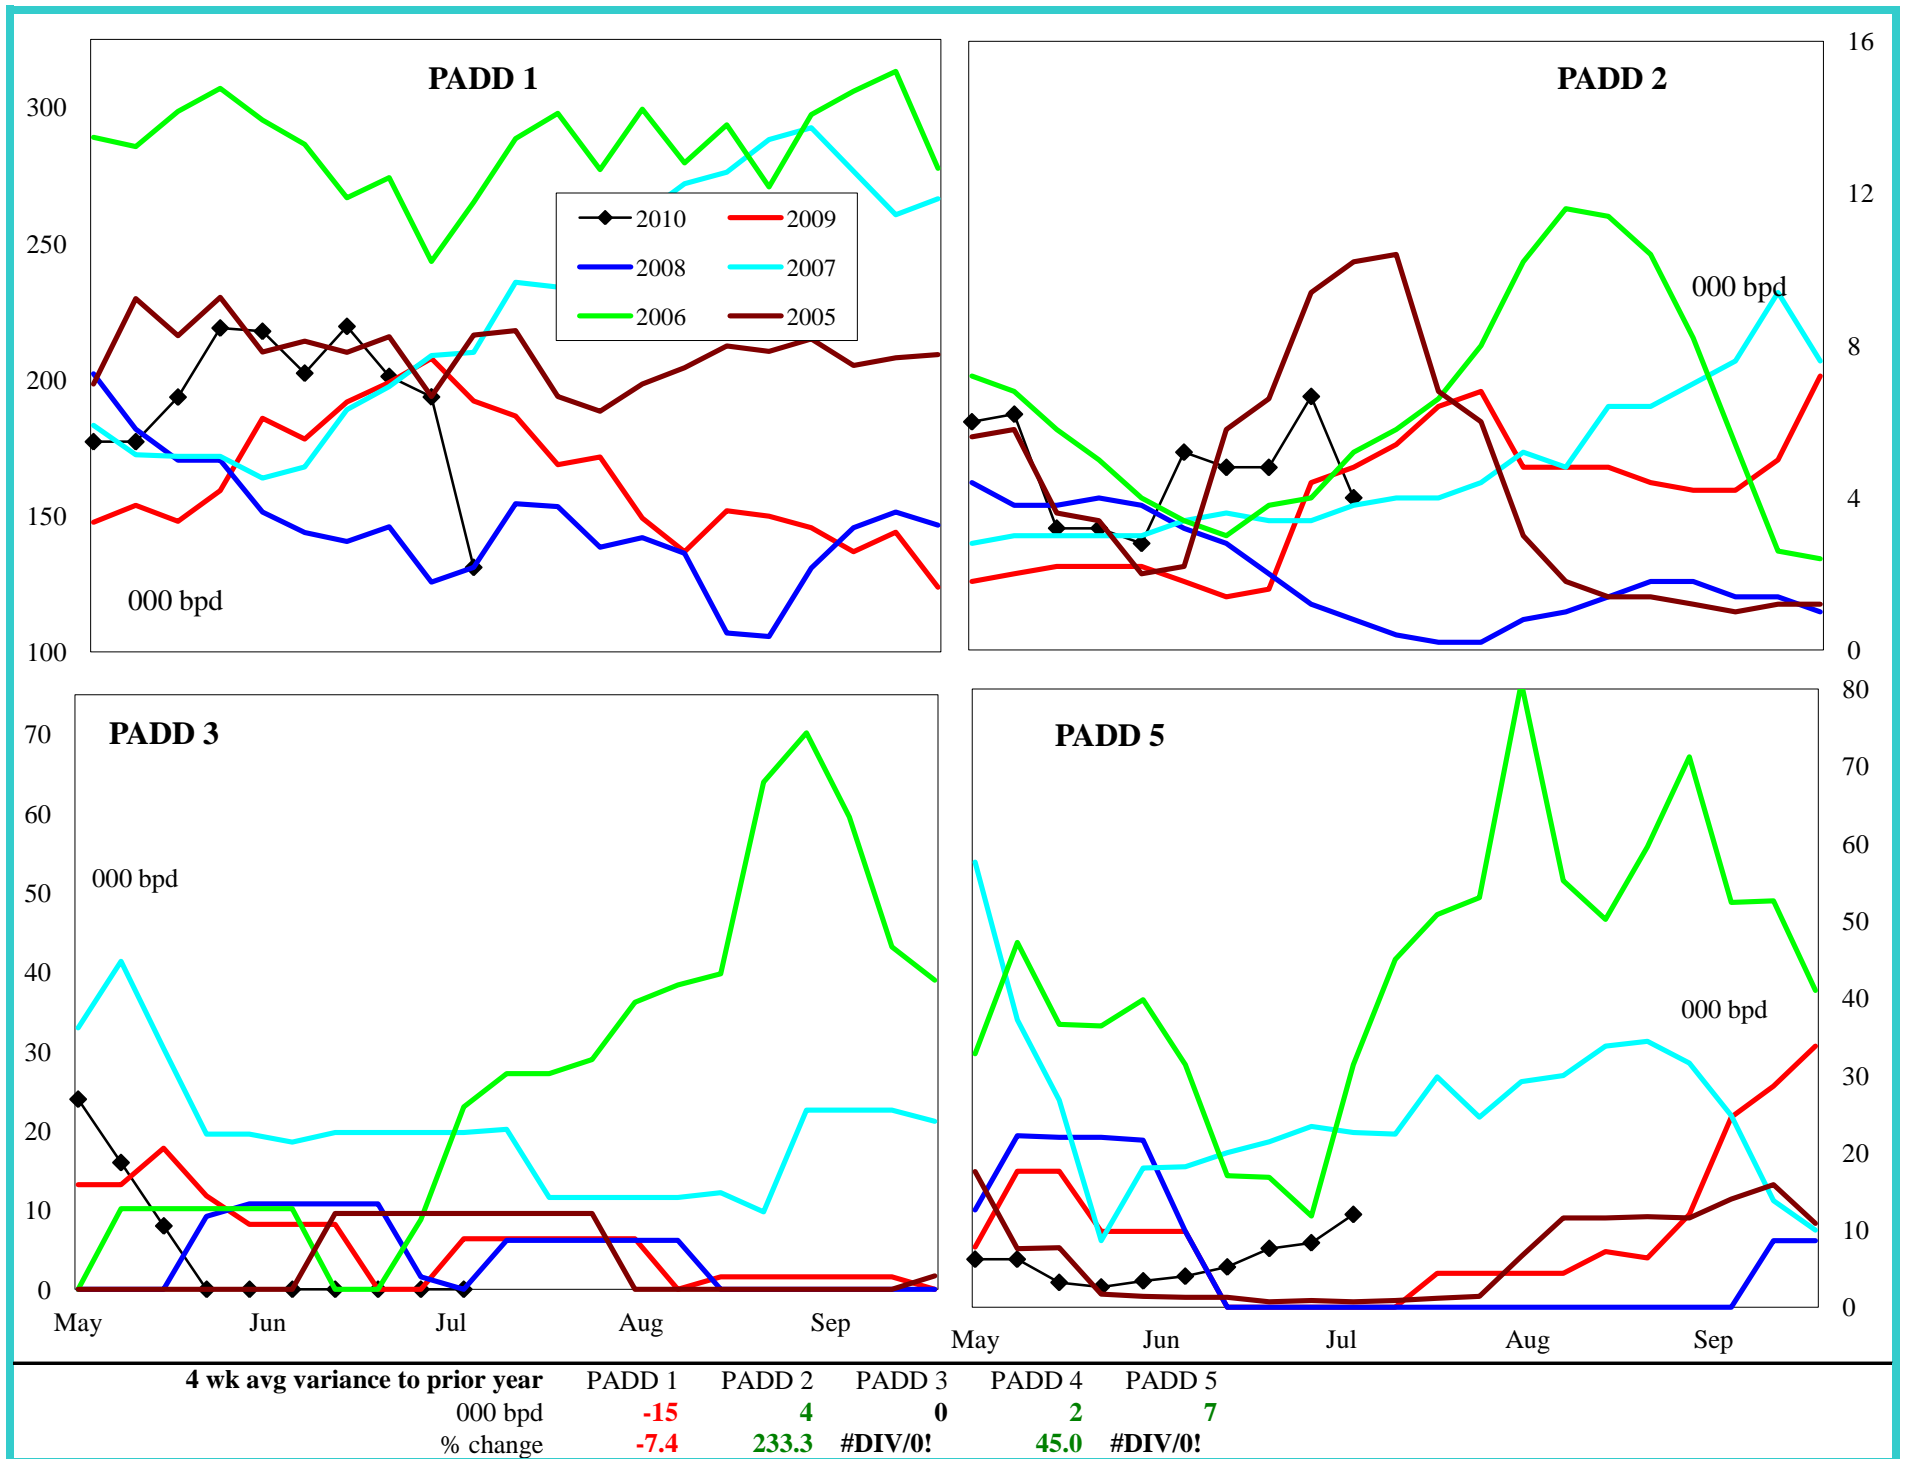 PADD 1
300
250
200
150
100
000 bpd
2010 2009
2008 2007
2006 2005
PADD 2
16
12
8
4
0
000 bpd
PADD 3
70
60
50
40
30
20
10
0
000 bpd
May Jun Jul Aug Sep
PADD 5
80
70
60
50
40
30
20
10
0
000 bpd
May Jun Jul Aug Sep
4 wk avg variance to prior year PADD 1 PADD 2 PADD 3 PADD 4 PADD 5
000 bpd -15 4 0 2 7
% change -7.4 233.3 #DIV/0! 45.0 #DIV/0!